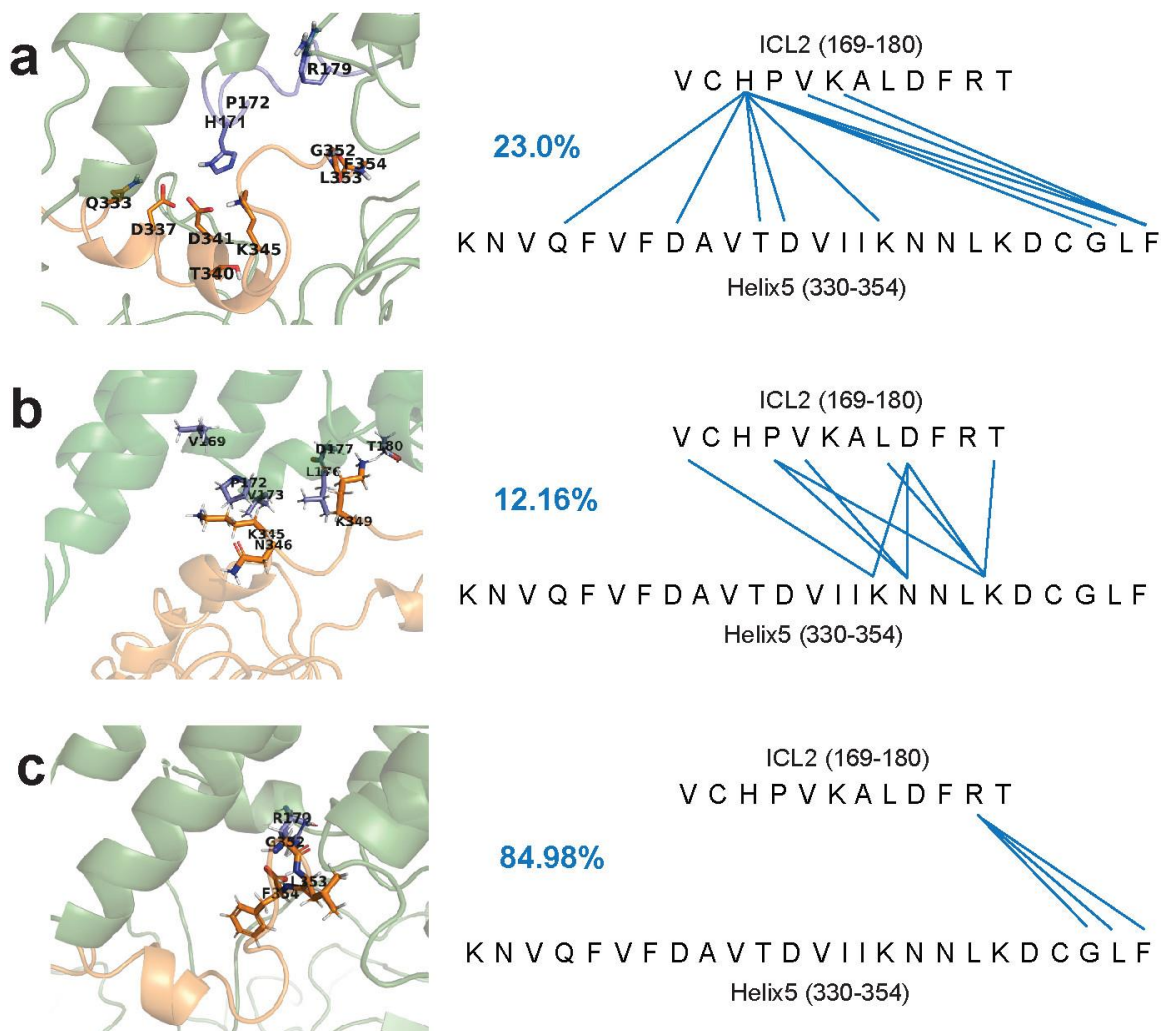 a
R179
P172
H171
G352
F354
L353
Q333
D337
D341
K345
T340
ICL2 (169-180)
V C H P V K A L D F R T
23.0%
K N V Q F V F D A V T D V I I K N N L K D C G L F
Helix5 (330-354)
b
V169
D177
T180
L176
P172
V173
K349
K345
N346
ICL2 (169-180)
V C H P V K A L D F R T
12.16%
K N V Q F V F D A V T D V I I K N N L K D C G L F
Helix5 (330-354)
c
R179
G352
L353
F354
ICL2 (169-180)
V C H P V K A L D F R T
84.98%
K N V Q F V F D A V T D V I I K N N L K D C G L F
Helix5 (330-354)